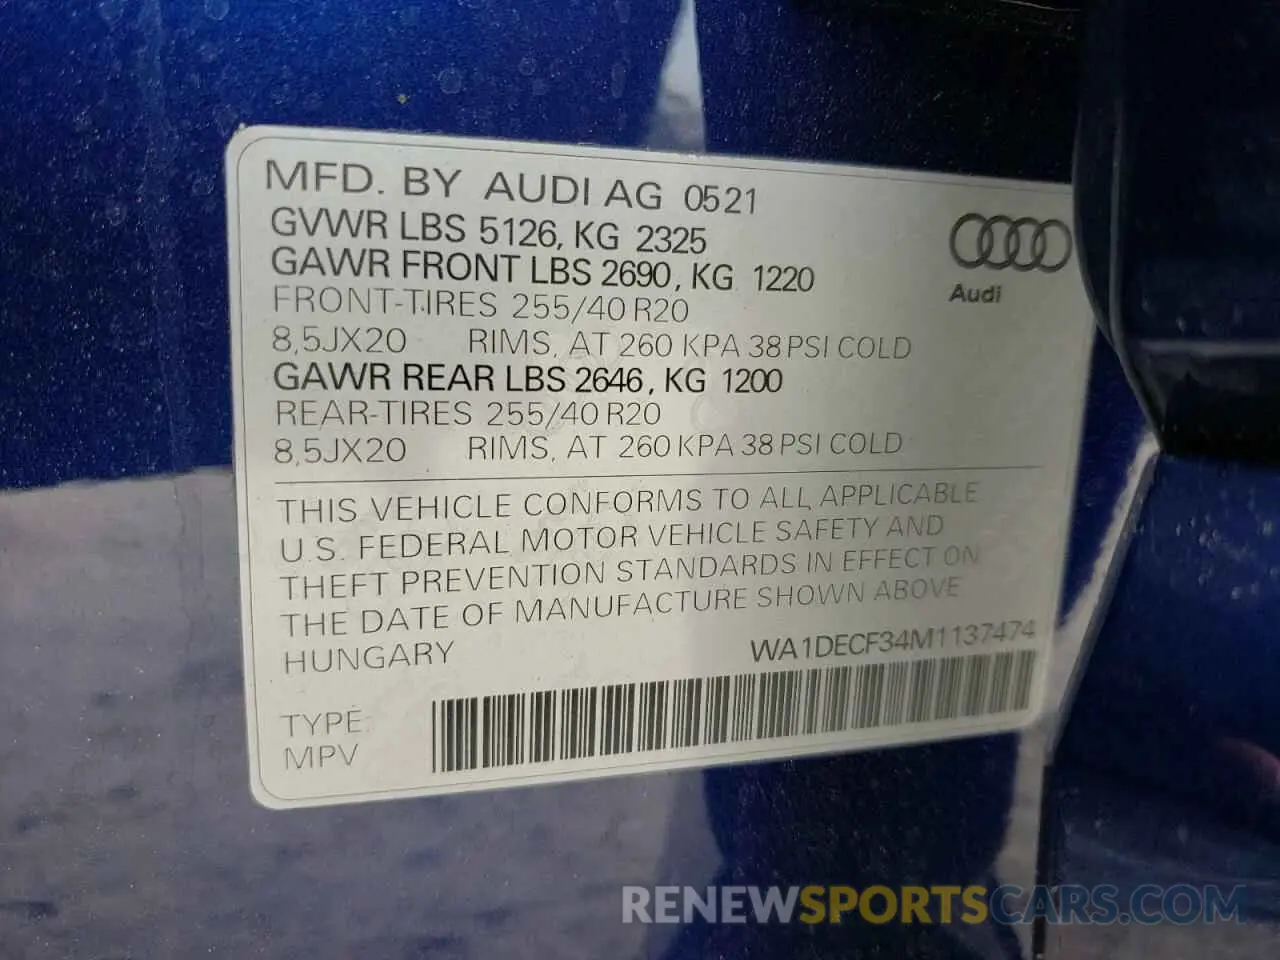 MFD. BY AUDI AG 0521
GVWR LBS 5126, KG 2325
GAWR FRONT LBS 2690, KG 1220
FRONT-TIRES 255/40 R20
8,5JX20 RIMS, AT 260 KPA 38 PSI COLD
GAWR REAR LBS 2646, KG 1200
REAR-TIRES 255/40 R20
8,5JX20 RIMS, AT 260 KPA 38 PSI COLD
Audi
THIS VEHICLE CONFORMS TO ALL APPLICABLE
U.S. FEDERAL MOTOR VEHICLE SAFETY AND
THEFT PREVENTION STANDARDS IN EFFECT ON
THE DATE OF MANUFACTURE SHOWN ABOVE
HUNGARY WA1DECF34M1137474
TYPE:
MPV
RENEWSPORTSCARS.COM